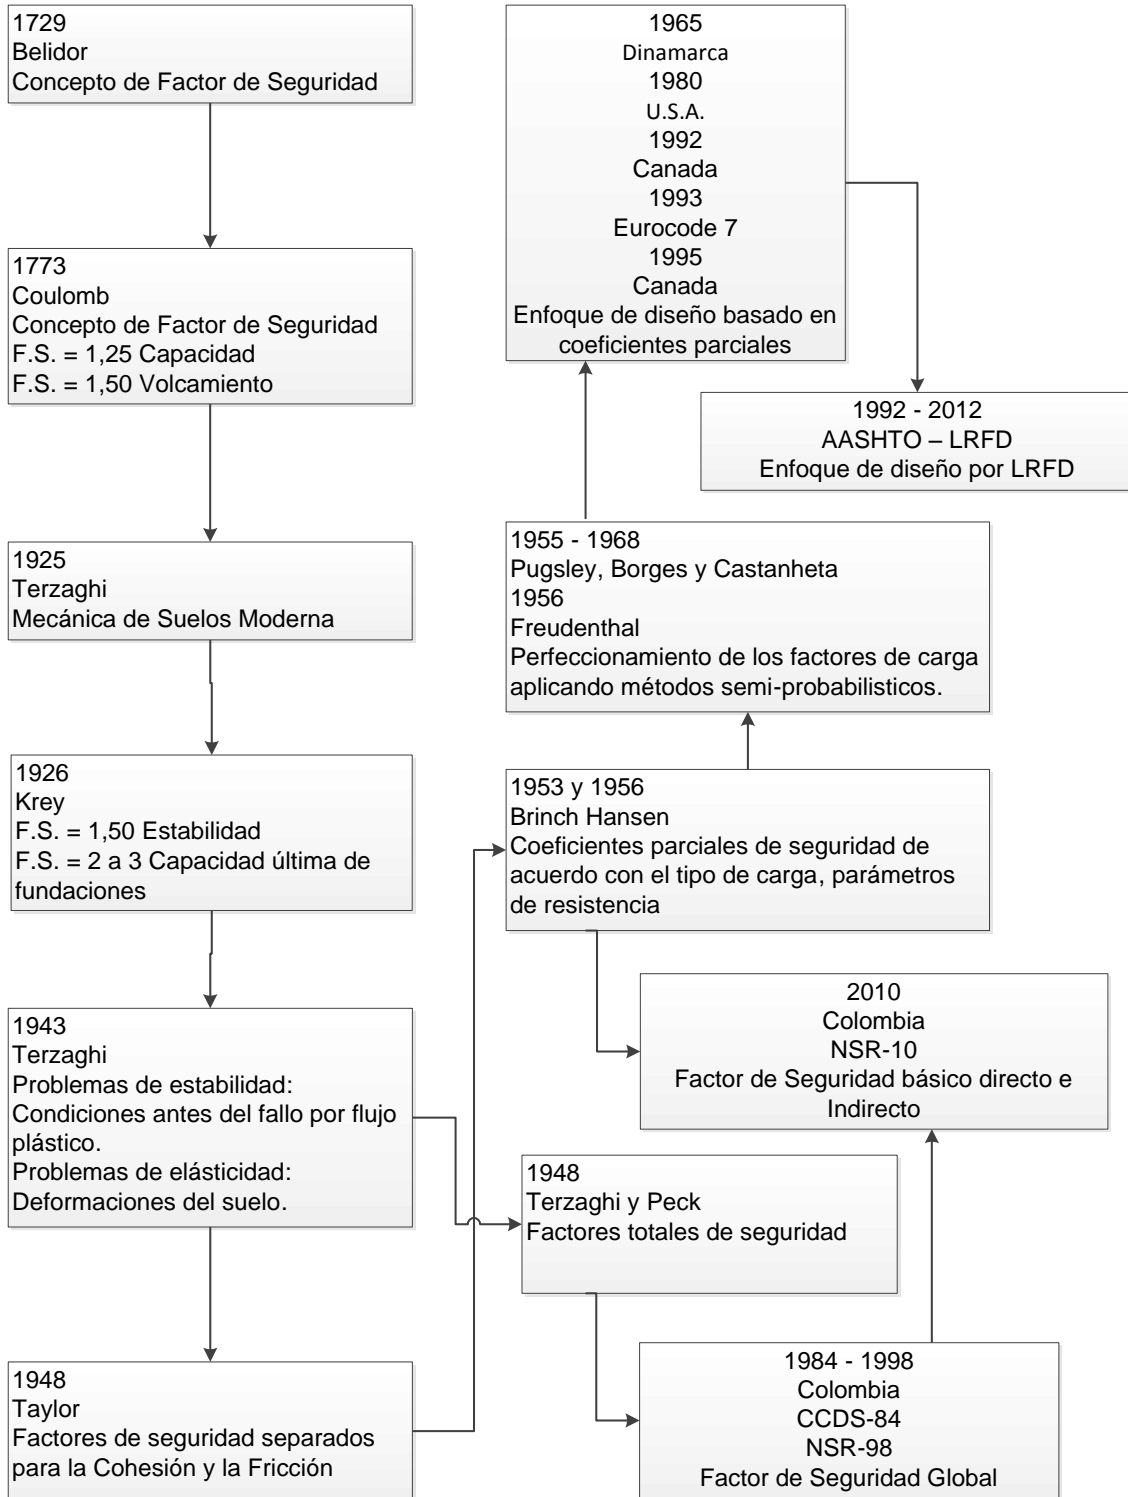 1729
Belidor
Concepto de Factor de Seguridad
1773
Coulomb
Concepto de Factor de Seguridad
F.S. = 1,25 Capacidad
F.S. = 1,50 Volcamiento
1925
Terzaghi
Mecánica de Suelos Moderna
1926
Krey
F.S. = 1,50 Estabilidad
F.S. = 2 a 3 Capacidad última de
fundaciones
1943
Terzaghi
Problemas de estabilidad:
Condiciones antes del fallo por flujo
plástico.
Problemas de elásticidad:
Deformaciones del suelo.
1948
Taylor
Factores de seguridad separados
para la Cohesión y la Fricción
1965
Dinamarca
1980
U.S.A.
1992
Canada
1993
Eurocode 7
1995
Canada
Enfoque de diseño basado en
coeficientes parciales
1992 - 2012
AASHTO – LRFD
Enfoque de diseño por LRFD
1955 - 1968
Pugsley, Borges y Castanheta
1956
Freudenthal
Perfeccionamiento de los factores de carga
aplicando métodos semi-probabilisticos.
1953 y 1956
Brinch Hansen
Coeficientes parciales de seguridad de
acuerdo con el tipo de carga, parámetros
de resistencia
2010
Colombia
NSR-10
Factor de Seguridad básico directo e
Indirecto
1948
Terzaghi y Peck
Factores totales de seguridad
1984 - 1998
Colombia
CCDS-84
NSR-98
Factor de Seguridad Global